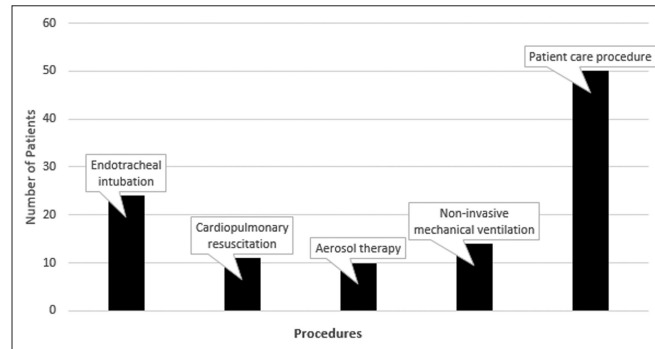 60
50
40
30
20
10
0
Number of Patients
Endotracheal
intubation
Cardiopulmonary
resuscitation
Aerosol therapy
Non-invasive
mechanical ventilation
Patient care procedure
Procedures